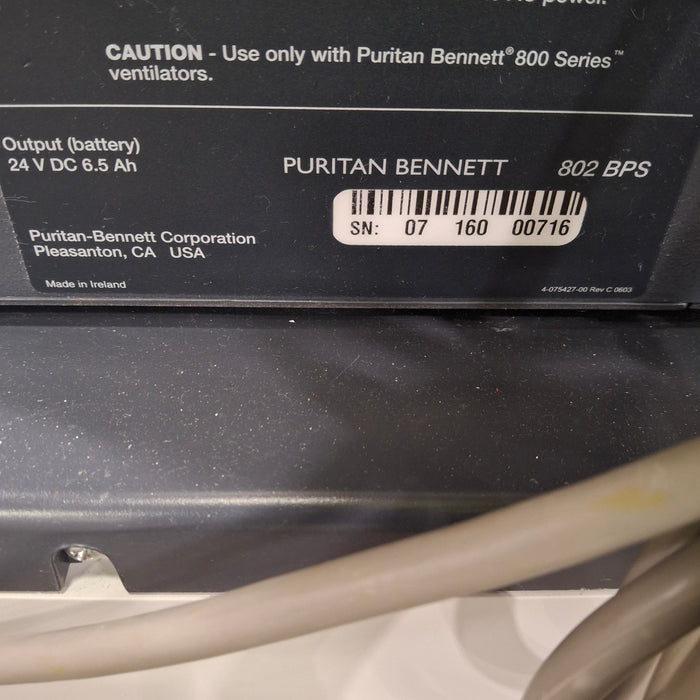 power.
CAUTION - Use only with Puritan Bennett® 800 Series™
ventilators.
Output (battery)
24 V DC 6.5 Ah
PURITAN BENNETT 802 BPS
SN: 07 160 00716
Puritan-Bennett Corporation
Pleasanton, CA USA
Made in Ireland
4-075427-00 Rev C 0603